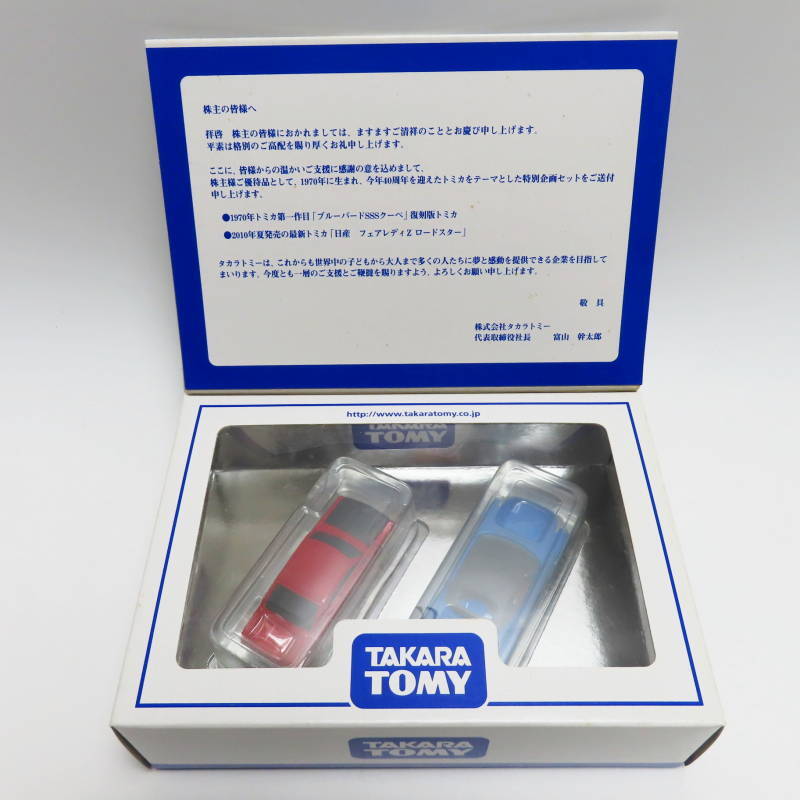 株主の皆様へ
拝啓　株主の皆様におかれましては、ますますご清祥のこととお慶び申し上げます。
平素は格別のご高配を賜り厚くお礼申し上げます。
ここに、皆様からの温かいご支援に感謝の意を込めまして、
株主様ご優待品として、1970年に生まれ、今年40周年を迎えたトミカをテーマとした特別企画セットをご送付
申し上げます。
●1970年トミカ第一作目「ブルーバードSSSクーペ」復刻版トミカ
●2010年夏発売の最新トミカ「日産　フェアレディZ ロードスター」
タカラトミーは、これからも世界中の子どもから大人まで多くの人たちに夢と感動を提供できる企業を目指して
まいります。今度とも一層のご支援とご鞭撻を賜りますよう、よろしくお願い申し上げます。
敬　具
株式会社タカラトミー
代表取締役社長　　富山　幹太郎
http://www.takaratomy.co.jp
TAKARA
TOMY
TAKARA
TOMY
TAKARA
TOMY